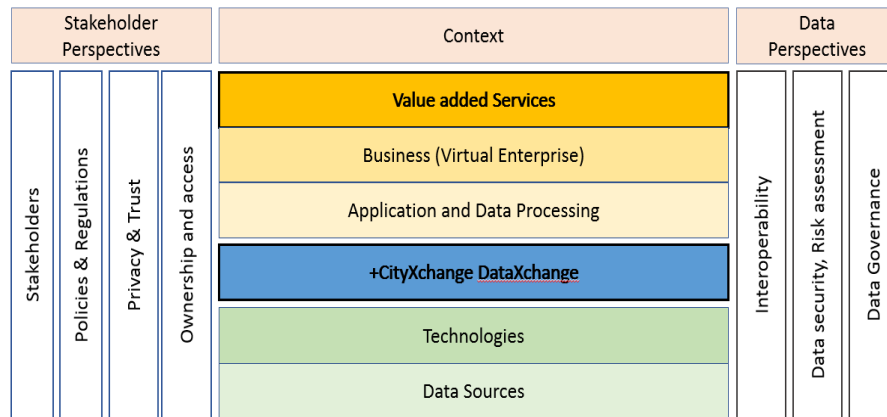 Stakeholder
Perspectives
Context
Data
Perspectives
Stakeholders
Policies & Regulations
Privacy & Trust
Ownership and access
Value added Services
Business (Virtual Enterprise)
Application and Data Processing
+CityXchange DataXchange
Technologies
Data Sources
Interoperability
Data security, Risk assessment
Data Governance